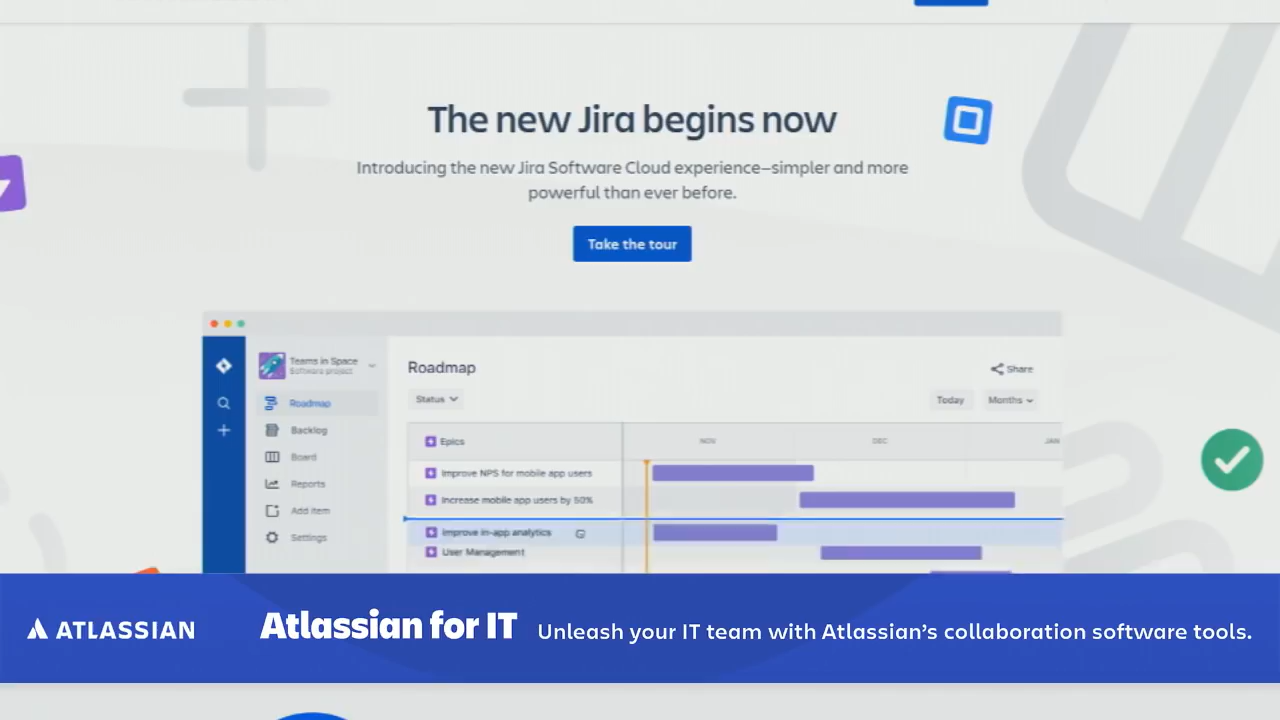 The new Jira begins now
Introducing the new Jira Software Cloud experience–simpler and more
powerful than ever before.
Take the tour
Teams in Space
Software project
Roadmap
Backlog
Board
Reports
Add item
Settings
Roadmap
Share
Status
Today
Months
Epics
NOV
DEC
JAN
Improve NPS for mobile app users
Increase mobile app users by 50%
Improve in-app analytics
User Management
ATLASSIAN
Atlassian for IT
Unleash your IT team with Atlassian's collaboration software tools.